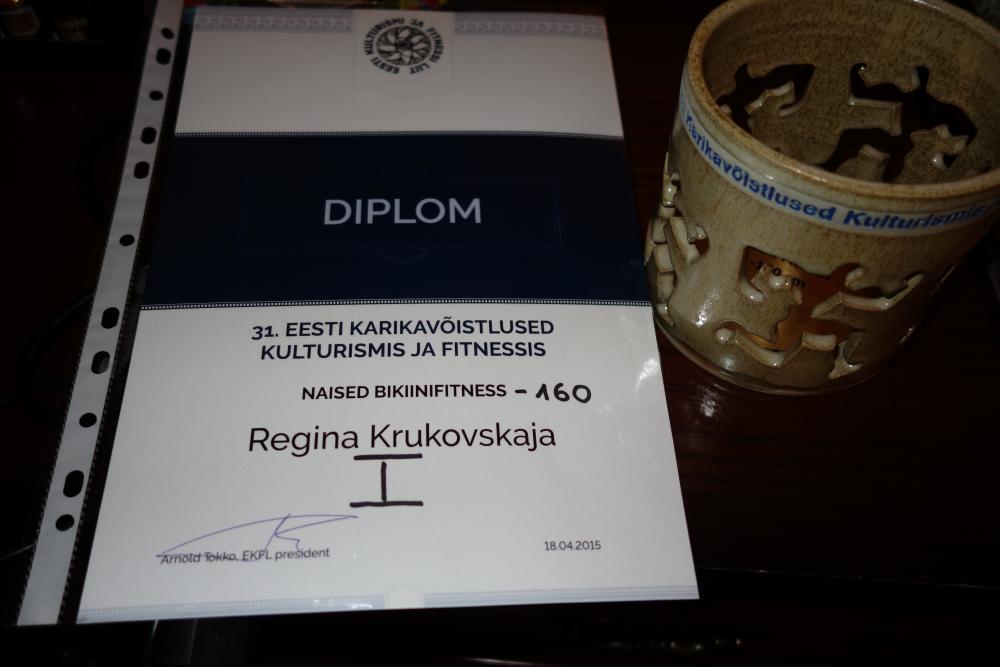 EESTI KULTURISMI JA FITNESSI LIIT
DIPLOM
31. EESTI KARIKAVÕISTLUSED
KULTURISMIS JA FITNESSIS
NAISED BIKIINIFITNESS -160
Regina Krukovskaja
I
Arnold Tokko, EKFL president
18.04.2015
Karikavõistlused Kulturismis